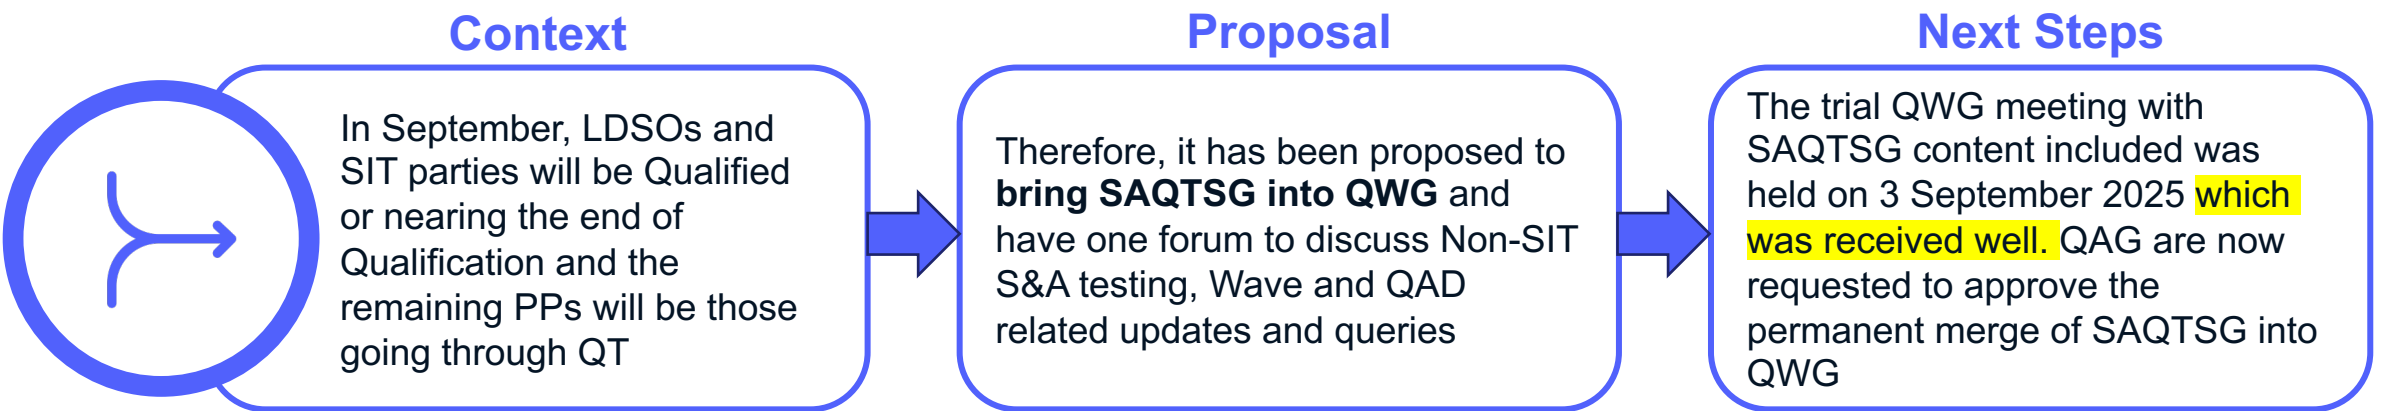 Context
In September, LDSOs and
SIT parties will be Qualified
or nearing the end of
Qualification and the
remaining PPs will be those
going through QT
Proposal
Therefore, it has been proposed to
bring SAQTSG into QWG and
have one forum to discuss Non-SIT
S&A testing, Wave and QAD
related updates and queries
Next Steps
The trial QWG meeting with
SAQTSG content included was
held on 3 September 2025 which
was received well. QAG are now
requested to approve the
permanent merge of SAQTSG into
QWG